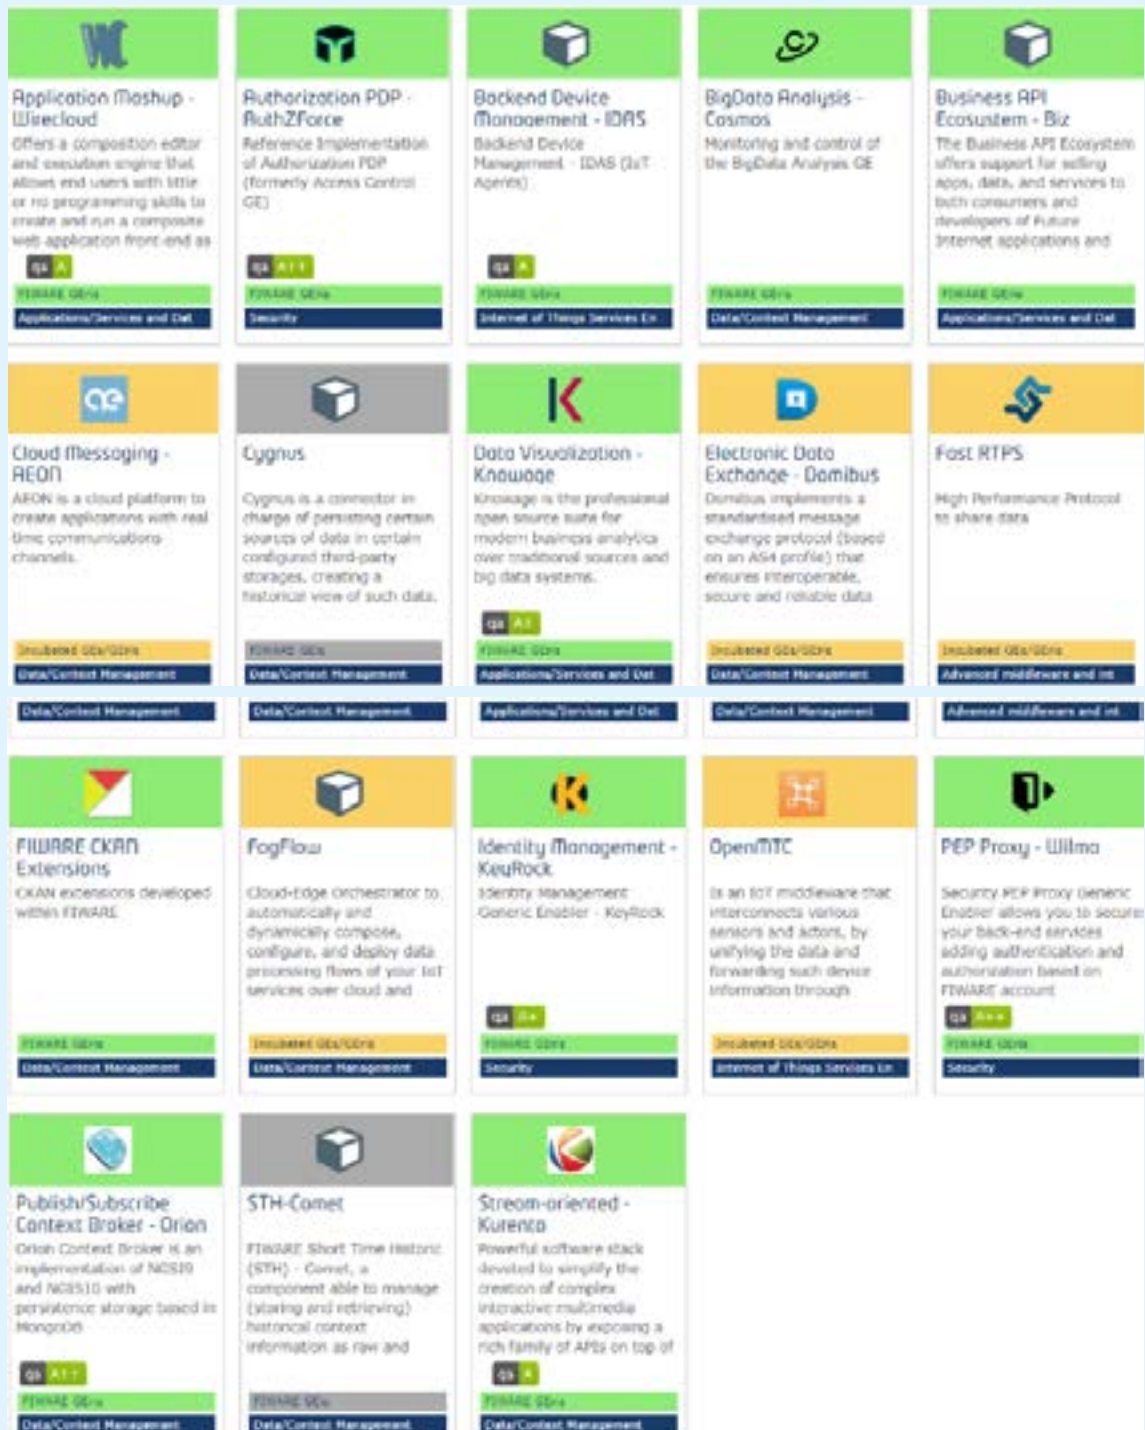 Application Mashup -
Wirecloud
Offers a composition editor
and execution engine that
allows end users with little
or no programming skills to
create and run a composite
web application front-end as
qa A
FIWARE GEris
Applications/Services and Dat
Authorization PDP -
AuthZForce
Reference Implementation
of Authorization PDP
(formerly Access Control
GE)
qa A++
FIWARE GEris
Security
Backend Device
Management - IDAS
Backend Device
Management - IDAS (IoT
Agents)
qa A
FIWARE GEris
Internet of Things Services En
BigData Analysis -
Cosmos
Monitoring and control of
the BigData Analysis GE
FIWARE GEris
Data/Context Management
Business API
Ecosystem - Biz
The Business API Ecosystem
offers support for selling
apps, data, and services to
both consumers and
developers of Future
Internet applications and
FIWARE GEris
Applications/Services and Dat
Cloud Messaging -
AEON
AEON is a cloud platform to
create applications with real
time communications
channels.
Incubated GEs/GEris
Data/Context Management
Cygnus
Cygnus is a connector in
charge of persisting certain
sources of data in certain
configured third-party
storages, creating a
historical view of such data.
FIWARE GEis
Data/Context Management
Data Visualization -
Knowage
Knowage is the professional
open source suite for
modern business analytics
over traditional sources and
big data systems.
qa A+
FIWARE GEris
Applications/Services and Dat
Electronic Data
Exchange - Domibus
Domibus implements a
standardised message
exchange protocol (based
on an AS4 profile) that
ensures interoperable,
secure and reliable data
Incubated GEs/GEris
Data/Context Management
Fast RTPS
High Performance Protocol
to share data
Incubated GEs/GEris
Advanced middleware and int
Data/Context Management
Data/Context Management
Applications/Services and Dat
Data/Context Management
Advanced middleware and int
FIWARE CKAN
Extensions
CKAN extensions developed
within FIWARE
FIWARE GEris
Data/Context Management
FogFlow
Cloud-Edge Orchestrator to
automatically and
dynamically compose,
configure, and deploy data
processing flows of your IoT
services over cloud and
Incubated GEs/GEris
Data/Context Management
Identity Management -
KeyRock
Identity Management
Generic Enabler - KeyRock
qa A+
FIWARE GEris
Security
OpenMTC
Is an IoT middleware that
interconnects various
sensors and actors, by
unifying the data and
forwarding such device
information through
Incubated GEs/GEris
Internet of Things Services En
PEP Proxy - Wilma
Security PEP Proxy Generic
Enabler allows you to secure
your back-end services
adding authentication and
authorization based on
FIWARE account
qa A++
FIWARE GEris
Security
Publish/Subscribe
Context Broker - Orion
Orion Context Broker is an
implementation of NGSI9
and NGSI10 with
persistence storage based in
MongoDB
qa A++
FIWARE GEris
Data/Context Management
STH-Comet
FIWARE Short Time Historic
(STH) - Comet, a
component able to manage
(storing and retrieving)
historical context
information as raw and
FIWARE GEis
Data/Context Management
Stream-oriented -
Kurento
Powerful software stack
devoted to simplify the
creation of complex
interactive multimedia
applications by exposing a
rich family of APIs on top of
qa A
FIWARE GEris
Data/Context Management